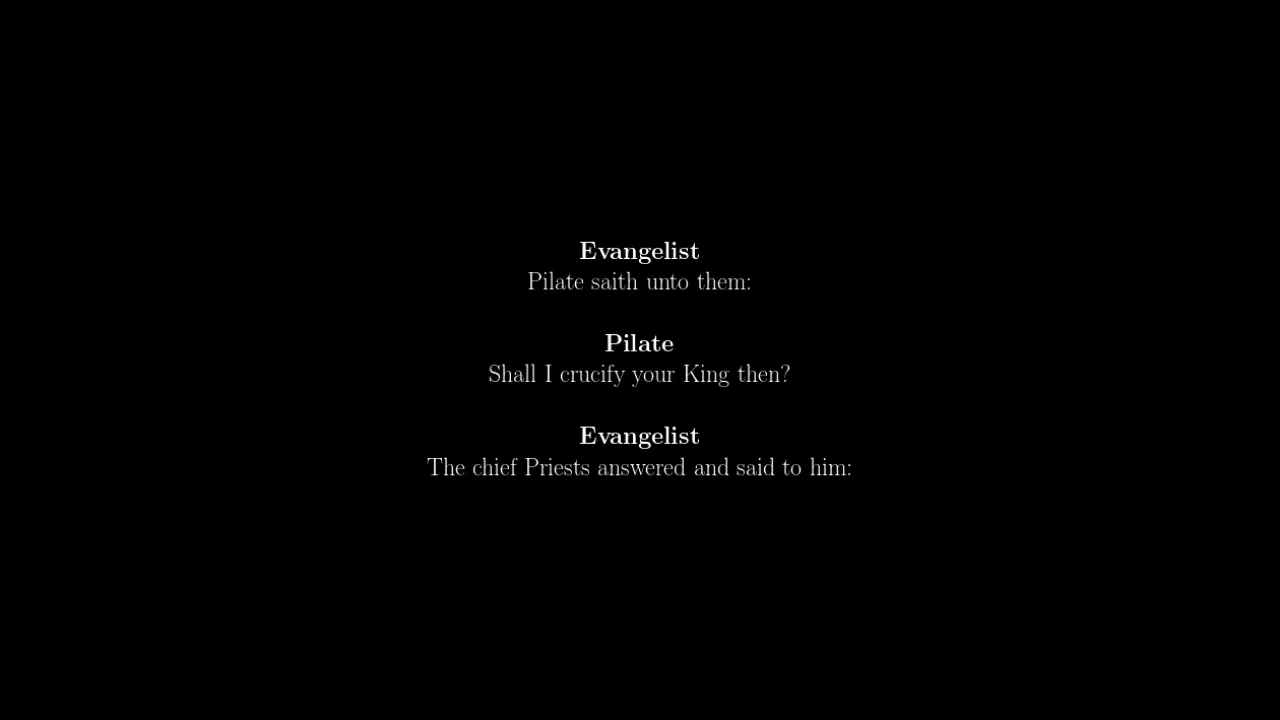 Evangelist
Pilate saith unto them:
Pilate
Shall I crucify your King then?
Evangelist
The chief Priests answered and said to him: